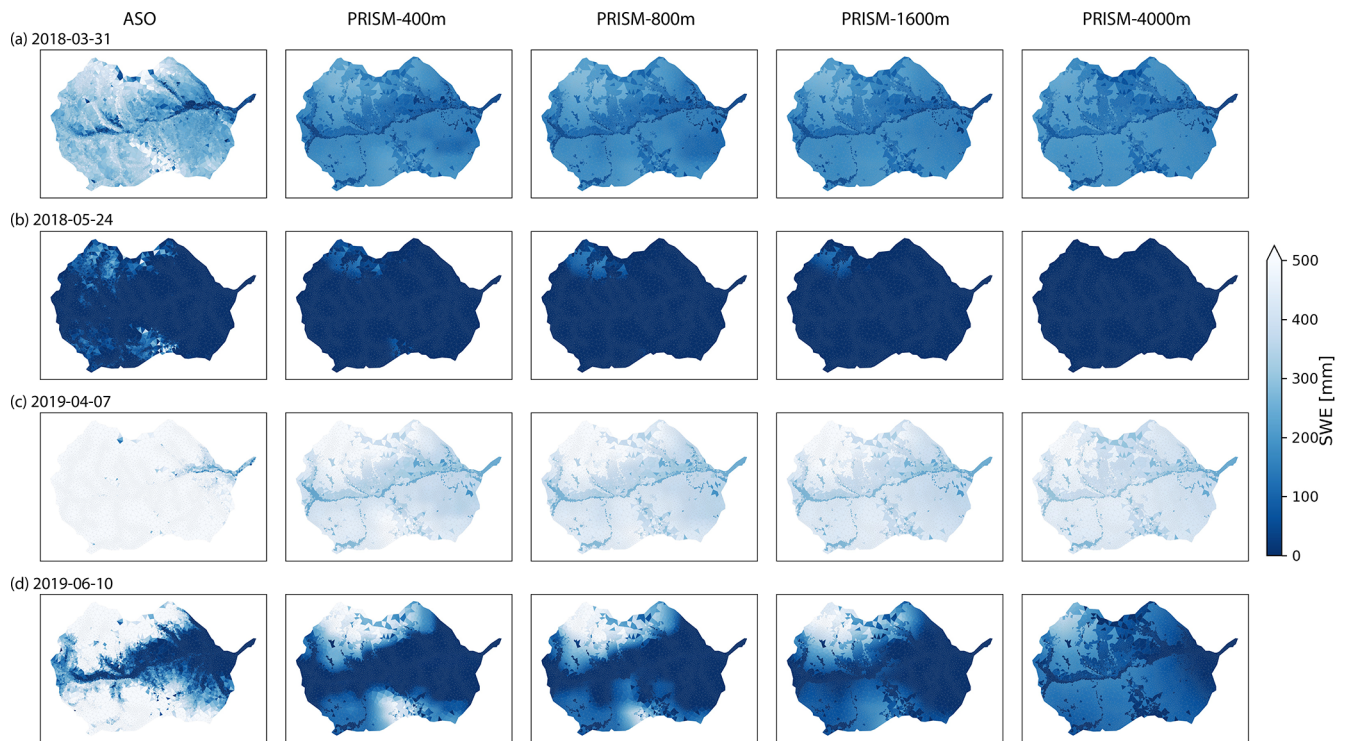 ASO PRISM-400m PRISM-800m PRISM-1600m PRISM-4000m
(a) 2018-03-31
(b) 2018-05-24
500
400
(c) 2019-04-07
300
200
SWE [mm]
100
0
(d) 2019-06-10